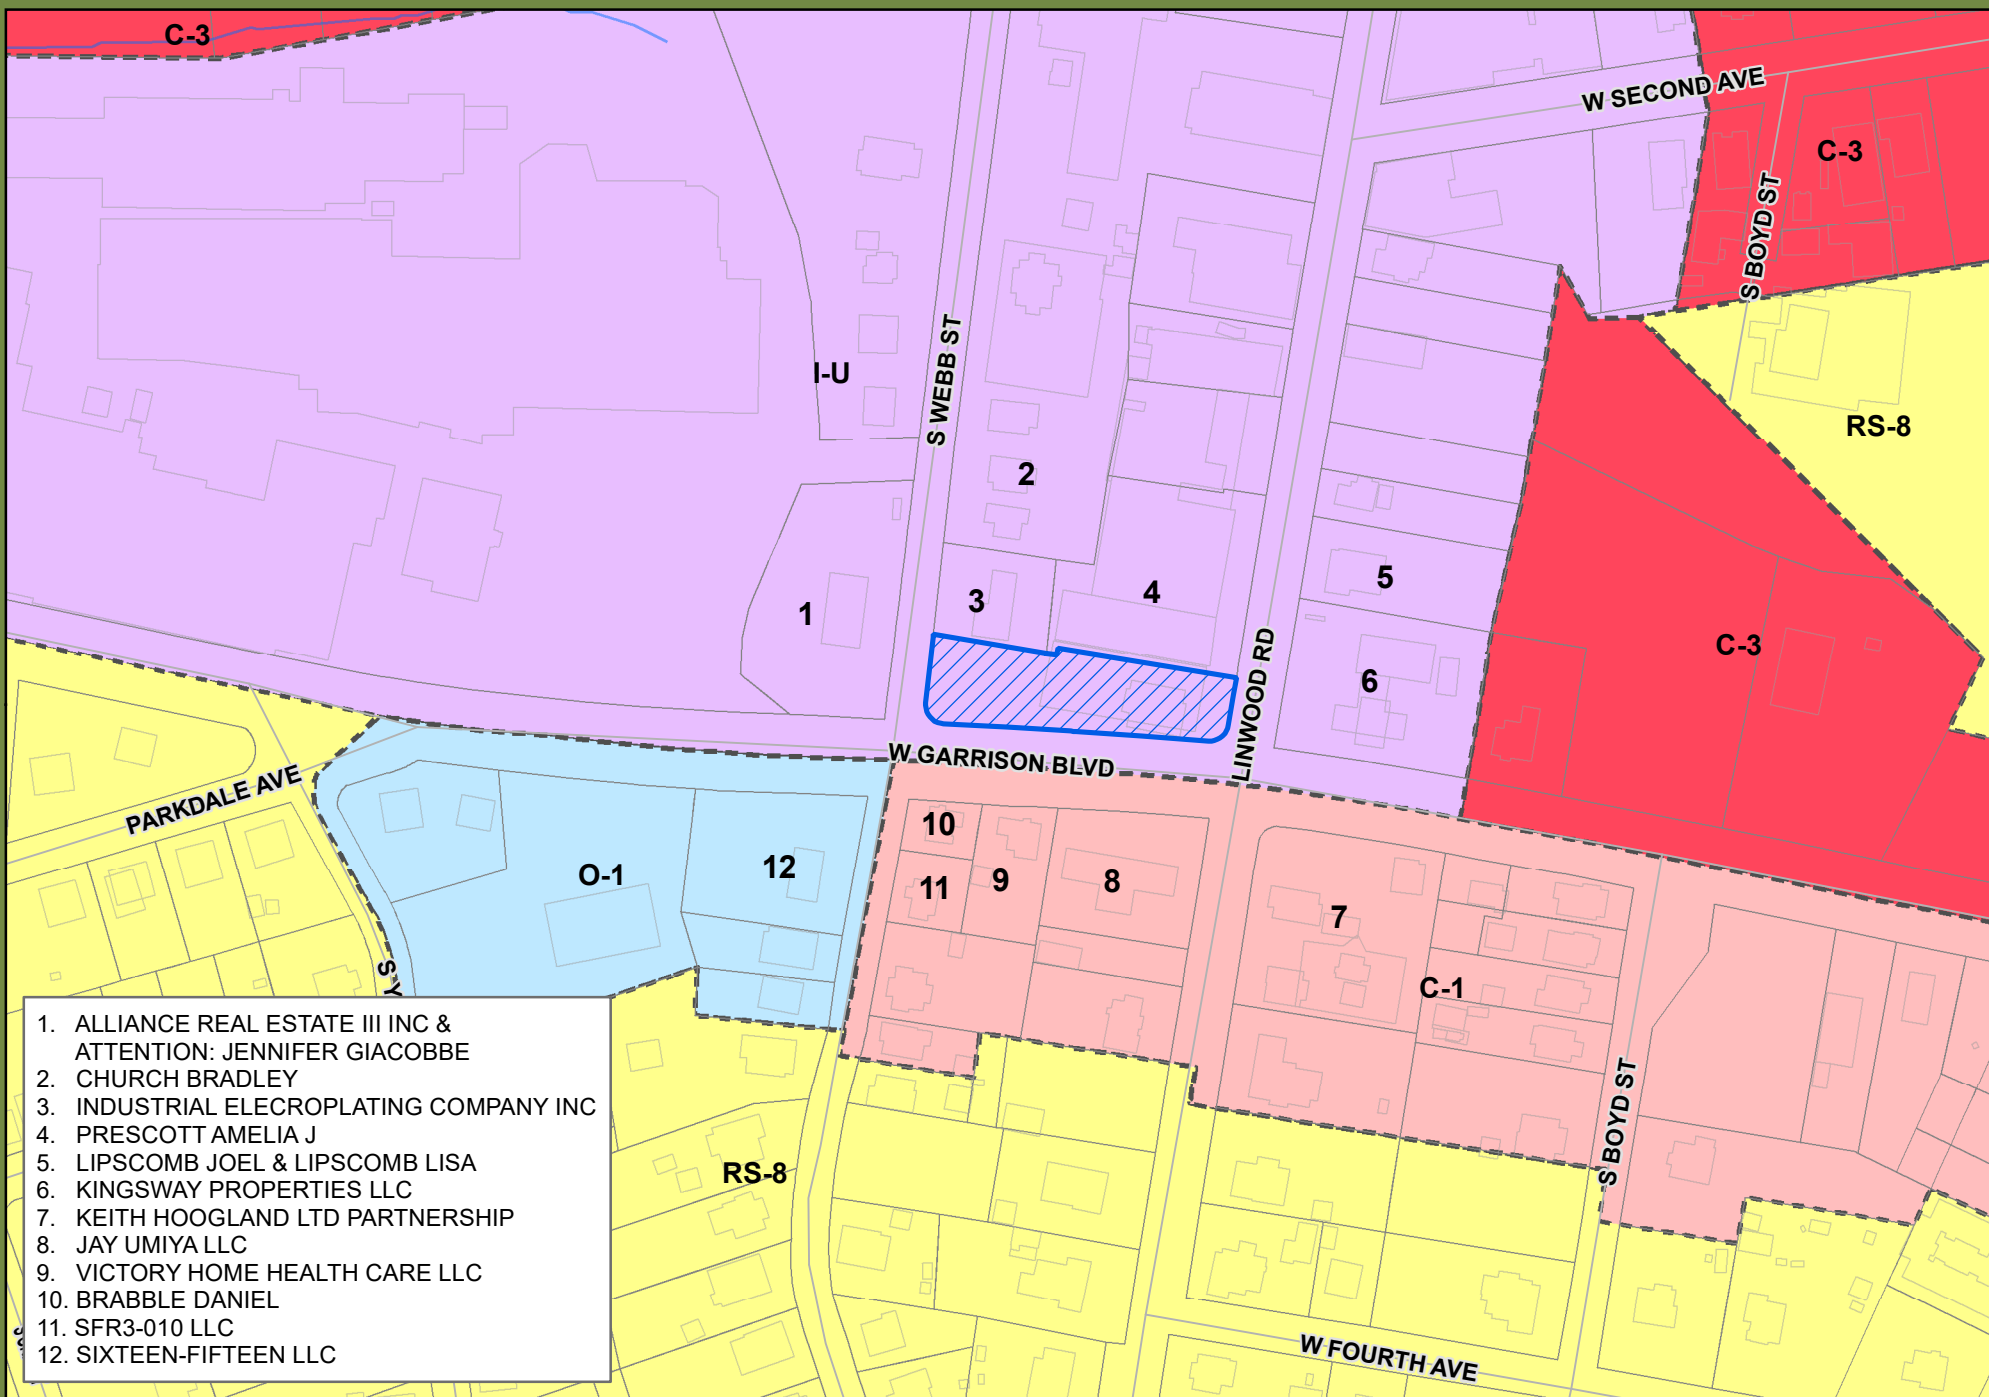 C-3
W SECOND AVE
C-3
S BOYD ST
I-U
S WEBB ST
RS-8
2
5
3
4
1
C-3
6
LINWOOD RD
W GARRISON BLVD
PARKDALE AVE
10
12
O-1
11
9
8
7
C-1
S Y
S BOYD ST
RS-8
W FOURTH AVE
1. ALLIANCE REAL ESTATE III INC &
ATTENTION: JENNIFER GIACOBBE
2. CHURCH BRADLEY
3. INDUSTRIAL ELECROPLATING COMPANY INC
4. PRESCOTT AMELIA J
5. LIPSCOMB JOEL & LIPSCOMB LISA
6. KINGSWAY PROPERTIES LLC
7. KEITH HOOGLAND LTD PARTNERSHIP
8. JAY UMIYA LLC
9. VICTORY HOME HEALTH CARE LLC
10. BRABBLE DANIEL
11. SFR3-010 LLC
12. SIXTEEN-FIFTEEN LLC